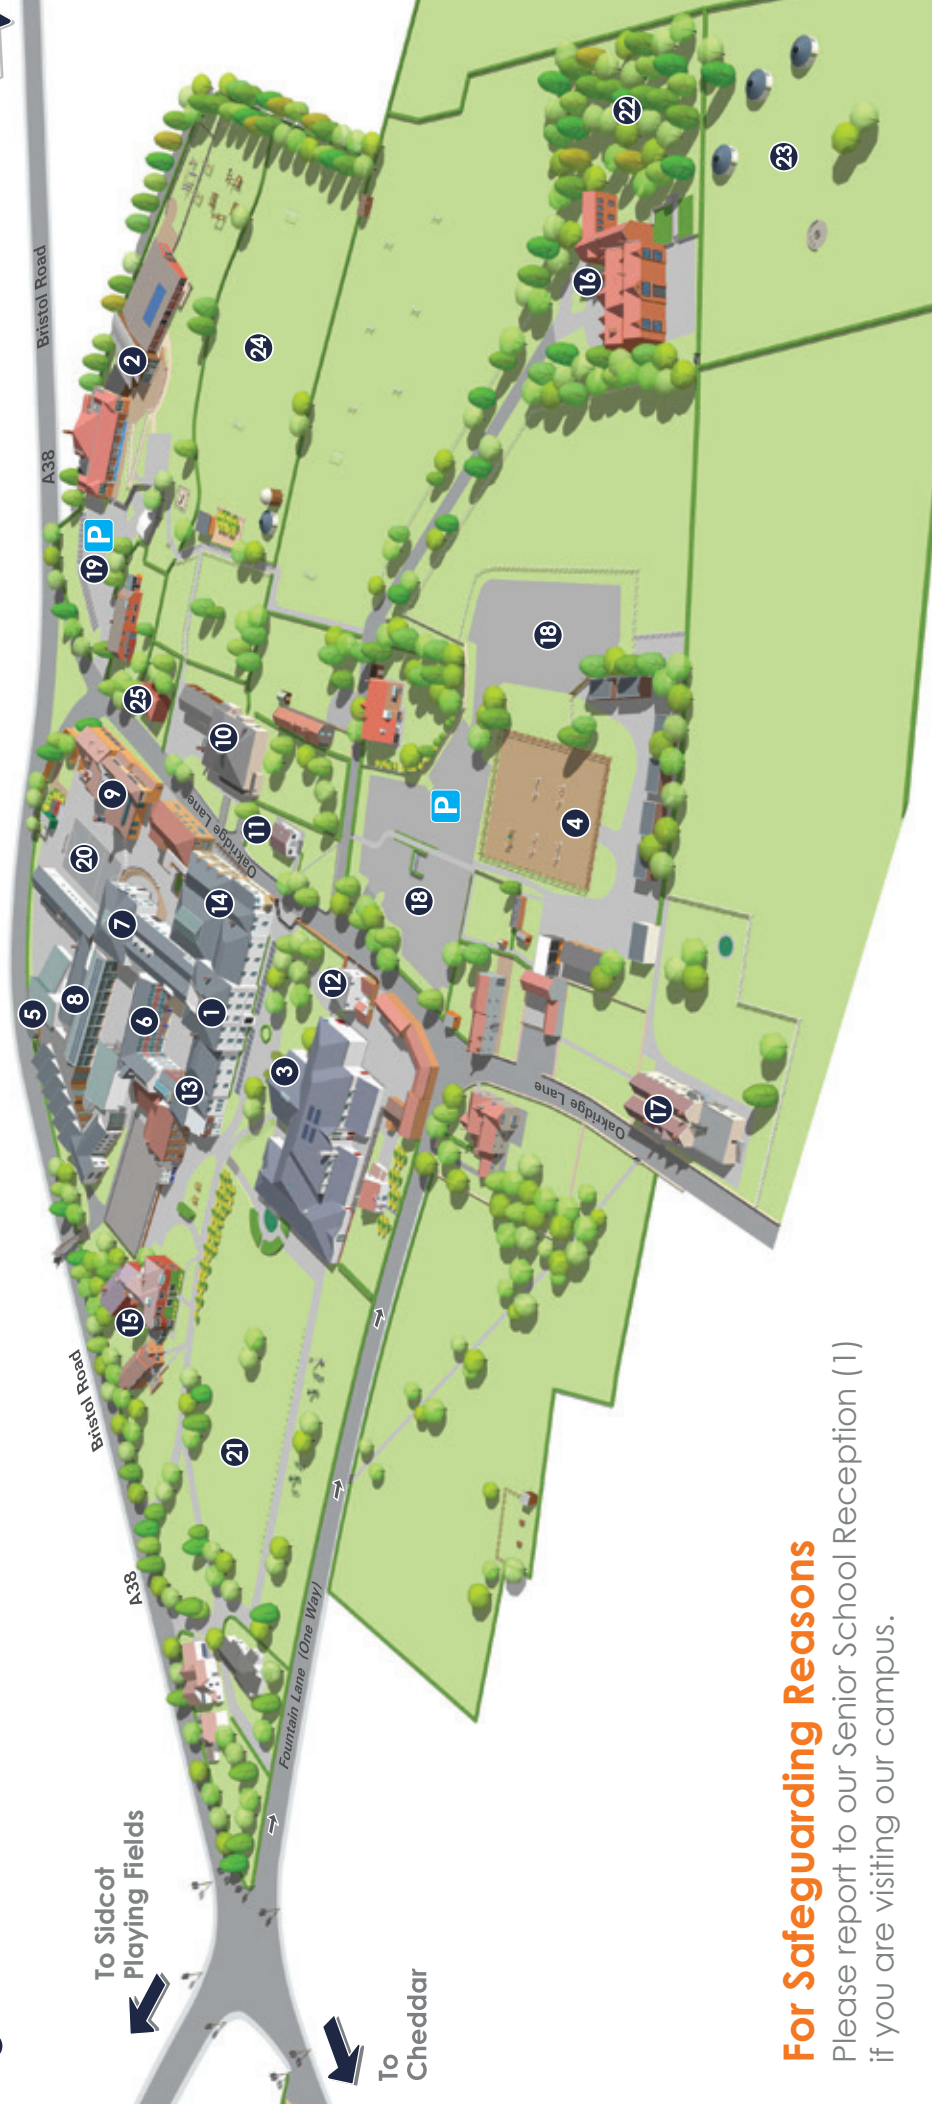 To Sidcot
Playing Fields
To
Cheddar
A38
Bristol Road
Fountain Lane (One Way)
21
15
13
6
8
5
1
7
20
14
9
3
12
11
Oakridge Lane
10
25
19
P
A38
Bristol Road
2
24
18
P
4
18
16
22
23
Oakridge Lane
17
For Safeguarding Reasons
Please report to our Senior School Reception (1)
if you are visiting our campus.